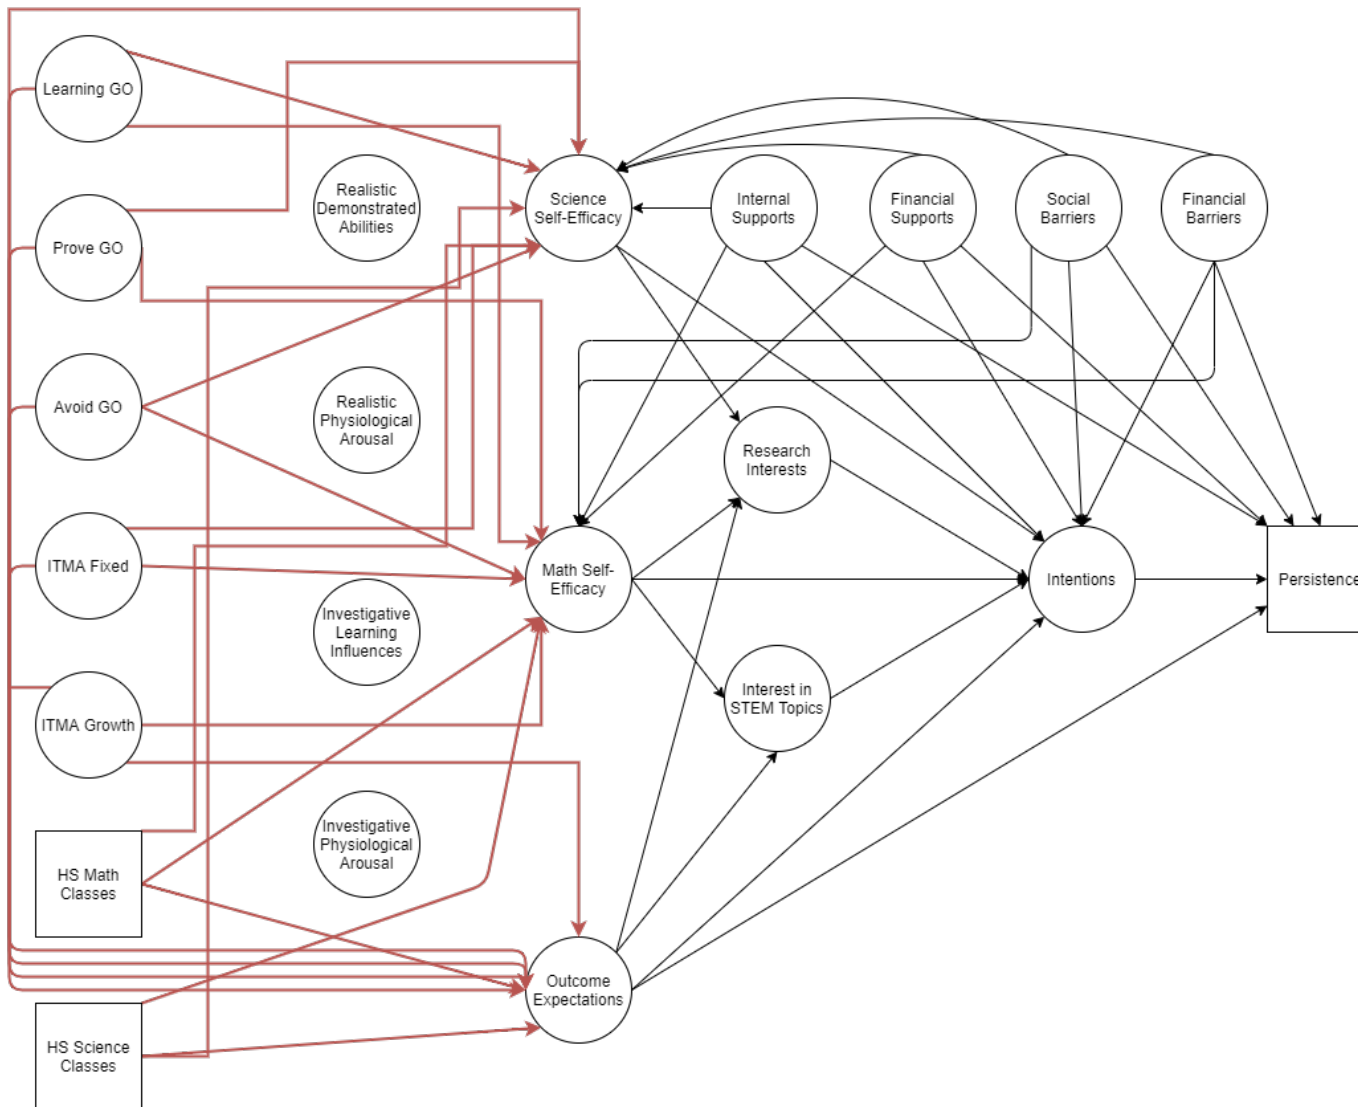 Learning GO
Prove GO
Avoid GO
ITMA Fixed
ITMA Growth
HS Math
Classes
HS Science
Classes
Realistic
Demonstrated
Abilities
Realistic
Physiological
Arousal
Investigative
Learning
Influences
Investigative
Physiological
Arousal
Science
Self-Efficacy
Math Self-
Efficacy
Outcome
Expectations
Internal
Supports
Financial
Supports
Social
Barriers
Financial
Barriers
Research
Interests
Interest in
STEM Topics
Intentions
Persistence